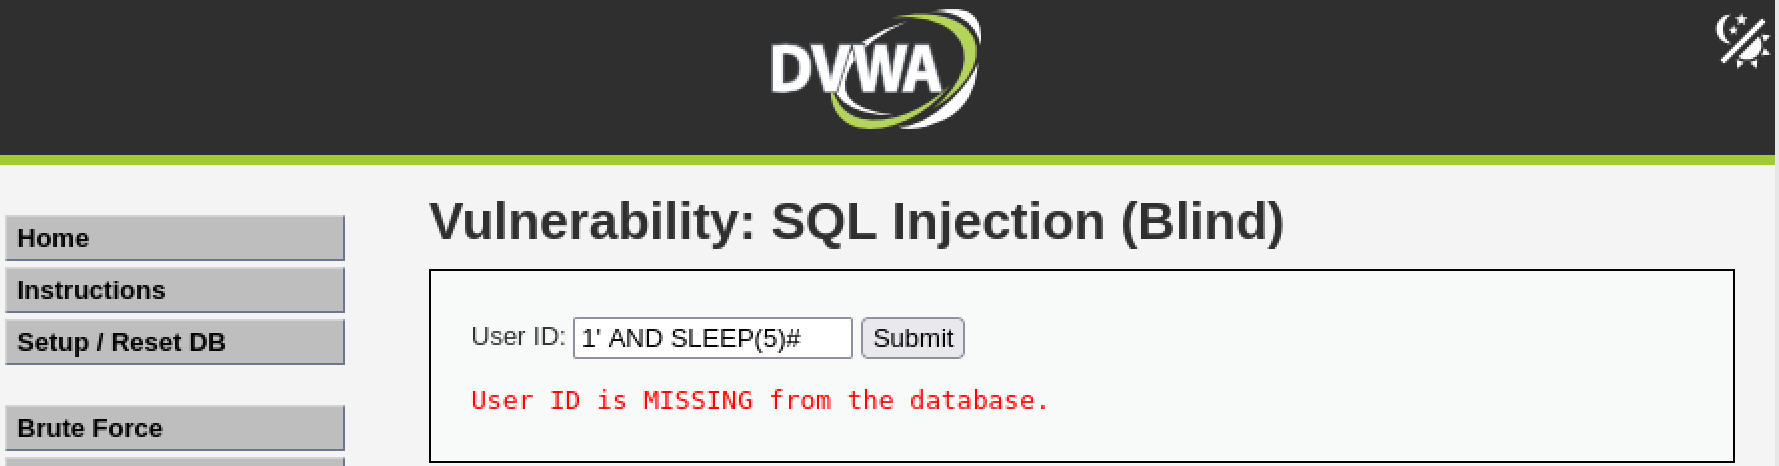 DVWA
Home
Instructions
Setup / Reset DB
Brute Force
Vulnerability: SQL Injection (Blind)
User ID: 1' AND SLEEP(5)# Submit
User ID is MISSING from the database.